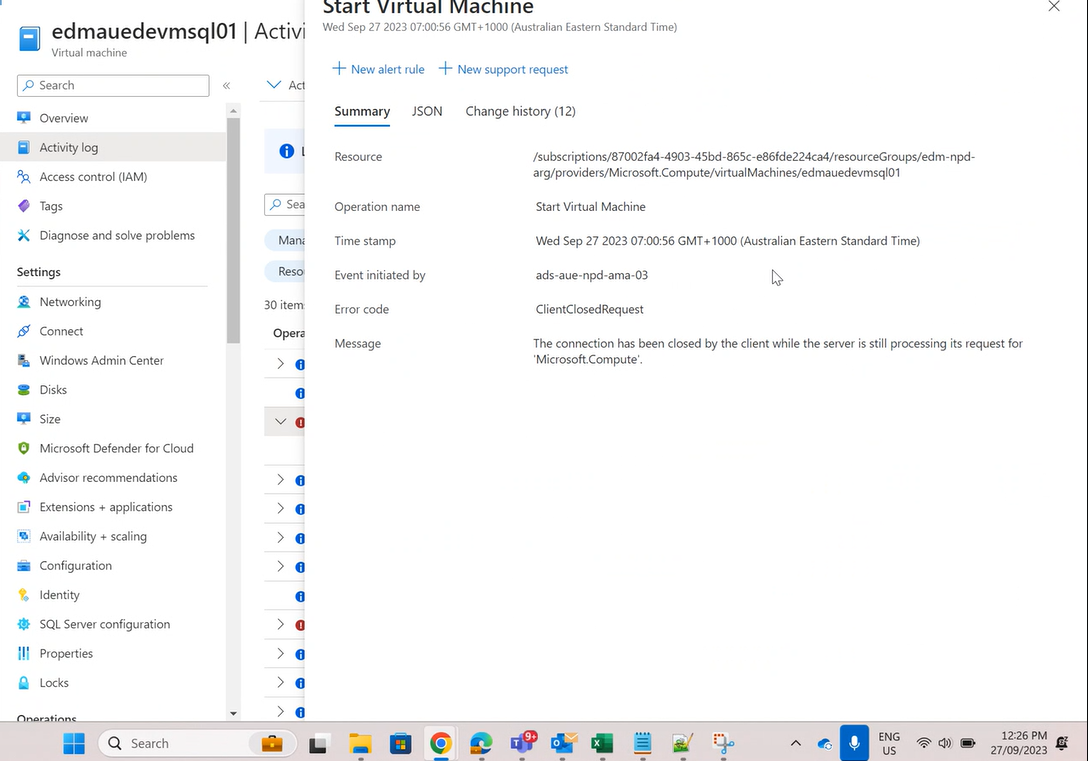 edmauedevmsql01 | Activi
Virtual machine
Search
«
Overview
Activity log
Access control (IAM)
Tags
Diagnose and solve problems
Settings
Networking
Connect
Windows Admin Center
Disks
Size
Microsoft Defender for Cloud
Advisor recommendations
Extensions + applications
Availability + scaling
Configuration
Identity
SQL Server configuration
Properties
Locks
Operations
Act
Sea
Mana
Reso
30 item
Opera
Start Virtual Machine
Wed Sep 27 2023 07:00:56 GMT+1000 (Australian Eastern Standard Time)
New alert rule
New support request
Summary JSON Change history (12)
Resource
/subscriptions/87002fa4-4903-45bd-865c-e86fde224ca4/resourceGroups/edm-npd-
arg/providers/Microsoft.Compute/virtualMachines/edmauedevmsql01
Operation name
Start Virtual Machine
Time stamp
Wed Sep 27 2023 07:00:56 GMT+1000 (Australian Eastern Standard Time)
Event initiated by
ads-aue-npd-ama-03
Error code
ClientClosedRequest
Message
The connection has been closed by the client while the server is still processing its request for
'Microsoft.Compute'.
Search
9+
ENG
US
12:26 PM
27/09/2023